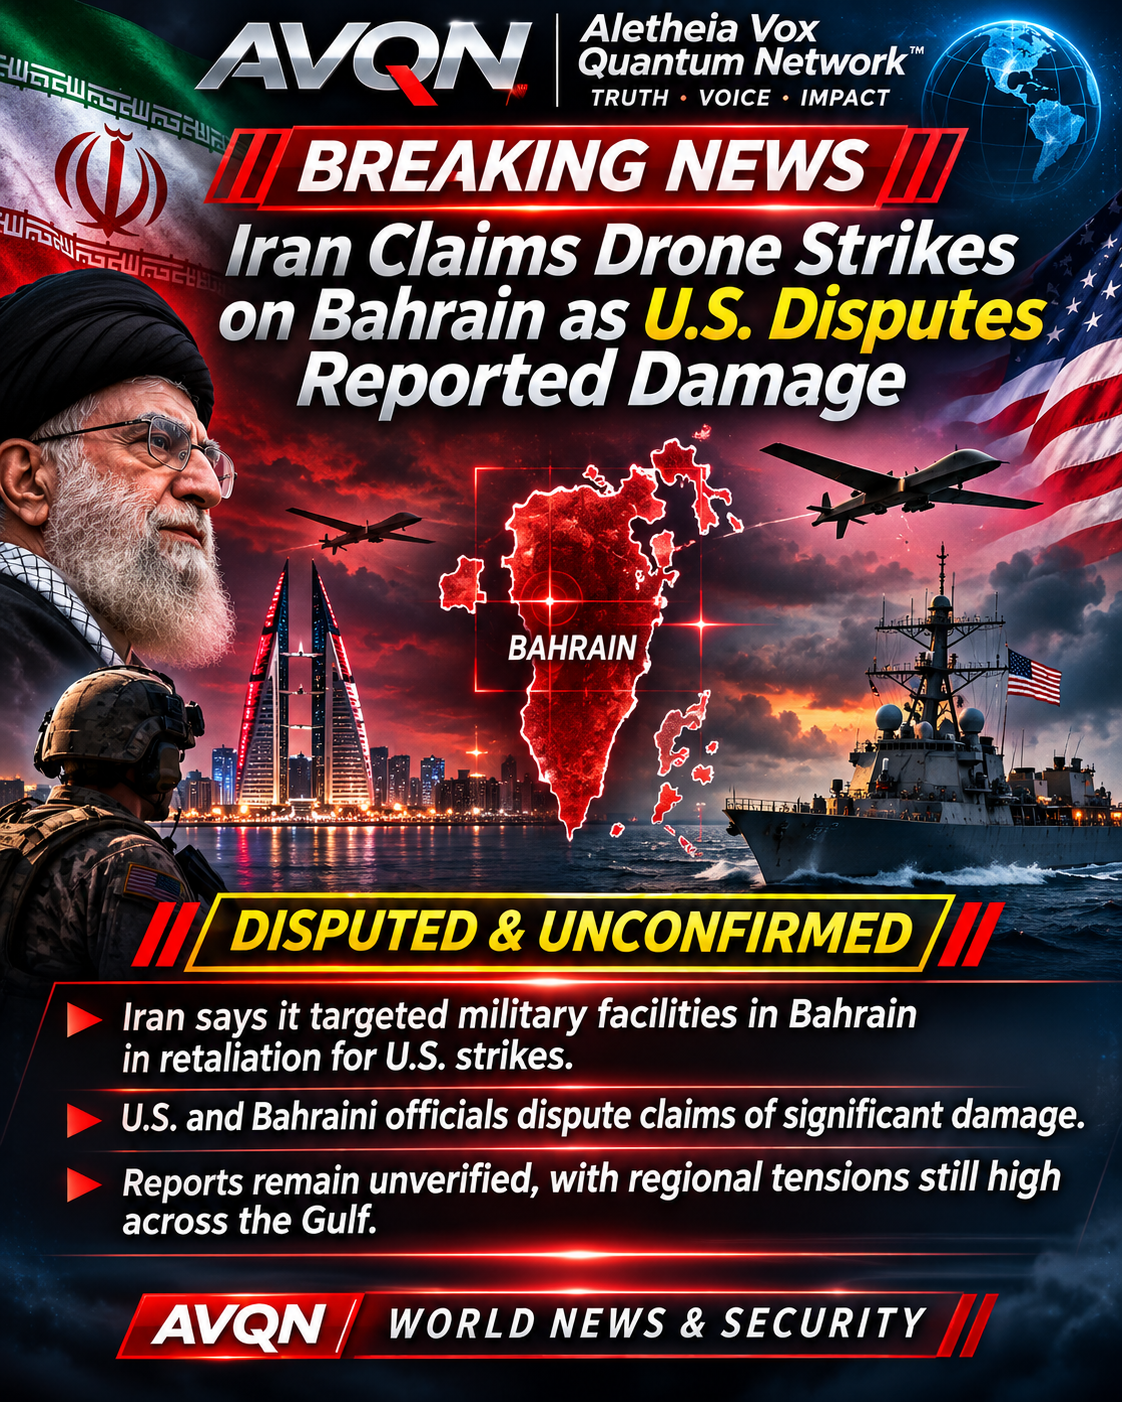 AVQN
Aletheia Vox
Quantum Network™
TRUTH • VOICE • IMPACT
BREAKING NEWS
Iran Claims Drone Strikes
on Bahrain as U.S. Disputes
Reported Damage
BAHRAIN
DISPUTED & UNCONFIRMED
Iran says it targeted military facilities in Bahrain
in retaliation for U.S. strikes.
U.S. and Bahraini officials dispute claims of significant damage.
Reports remain unverified, with regional tensions still high
across the Gulf.
AVQN WORLD NEWS & SECURITY